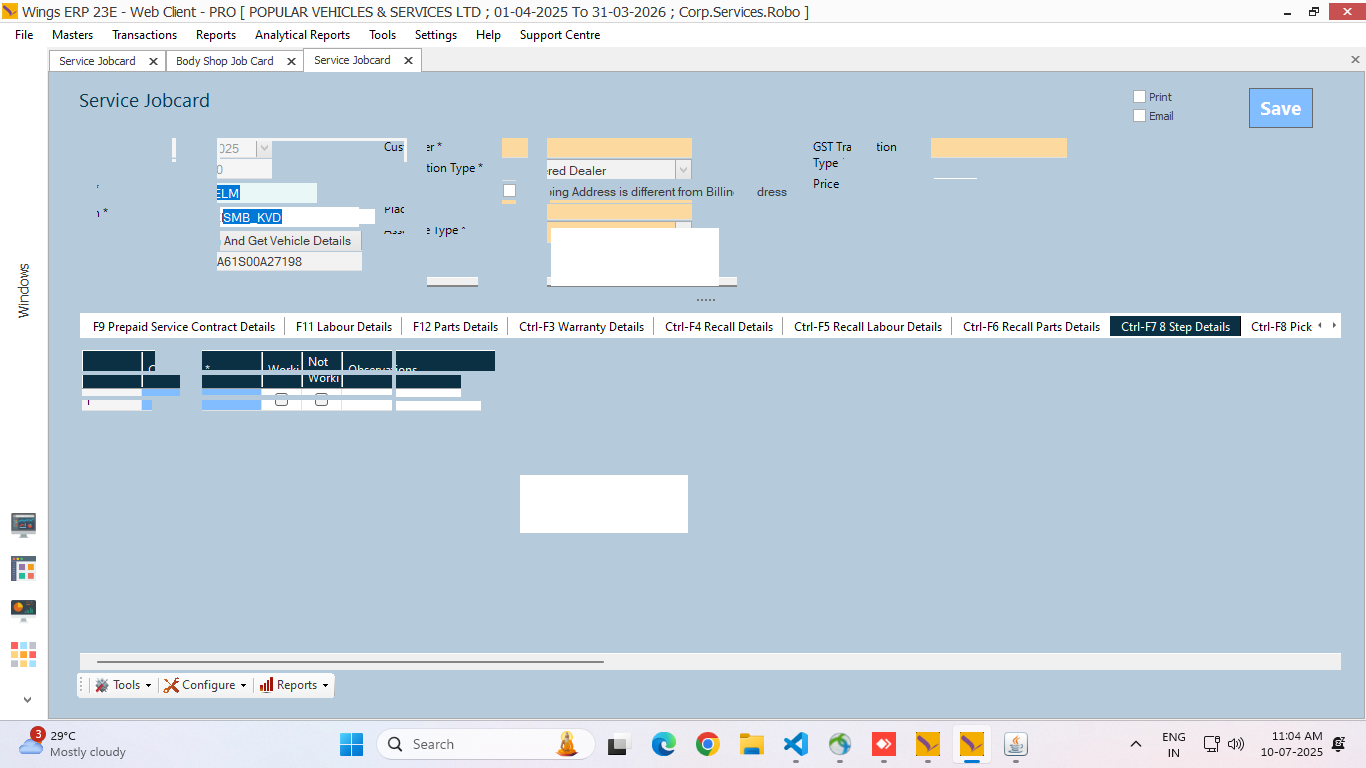 Wings ERP 23E - Web Client - PRO [ POPULAR VEHICLES & SERVICES LTD ; 01-04-2025 To 31-03-2026 ; Corp.Services.Robo ]
File Masters Transactions Reports Analytical Reports Tools Settings Help Support Centre
Service Jobcard Body Shop Job Card Service Jobcard
Service Jobcard
Print
Email
Save
025
Cus
er *
GST Tra
tion
Type
0
tion Type *
ered Dealer
Price
*
ELM
ing Address is different from Billin
dress
*
SMB_KVD
e Type *
And Get Vehicle Details
A61S00A27198
Windows
F9 Prepaid Service Contract Details F11 Labour Details F12 Parts Details Ctrl-F3 Warranty Details Ctrl-F4 Recall Details Ctrl-F5 Recall Labour Details Ctrl-F6 Recall Parts Details Ctrl-F7 8 Step Details Ctrl-F8 Pick
* Worki Not Worki Observations
Tools Configure Reports
3
29°C
Mostly cloudy
Search
ENG
IN
11:04 AM
10-07-2025